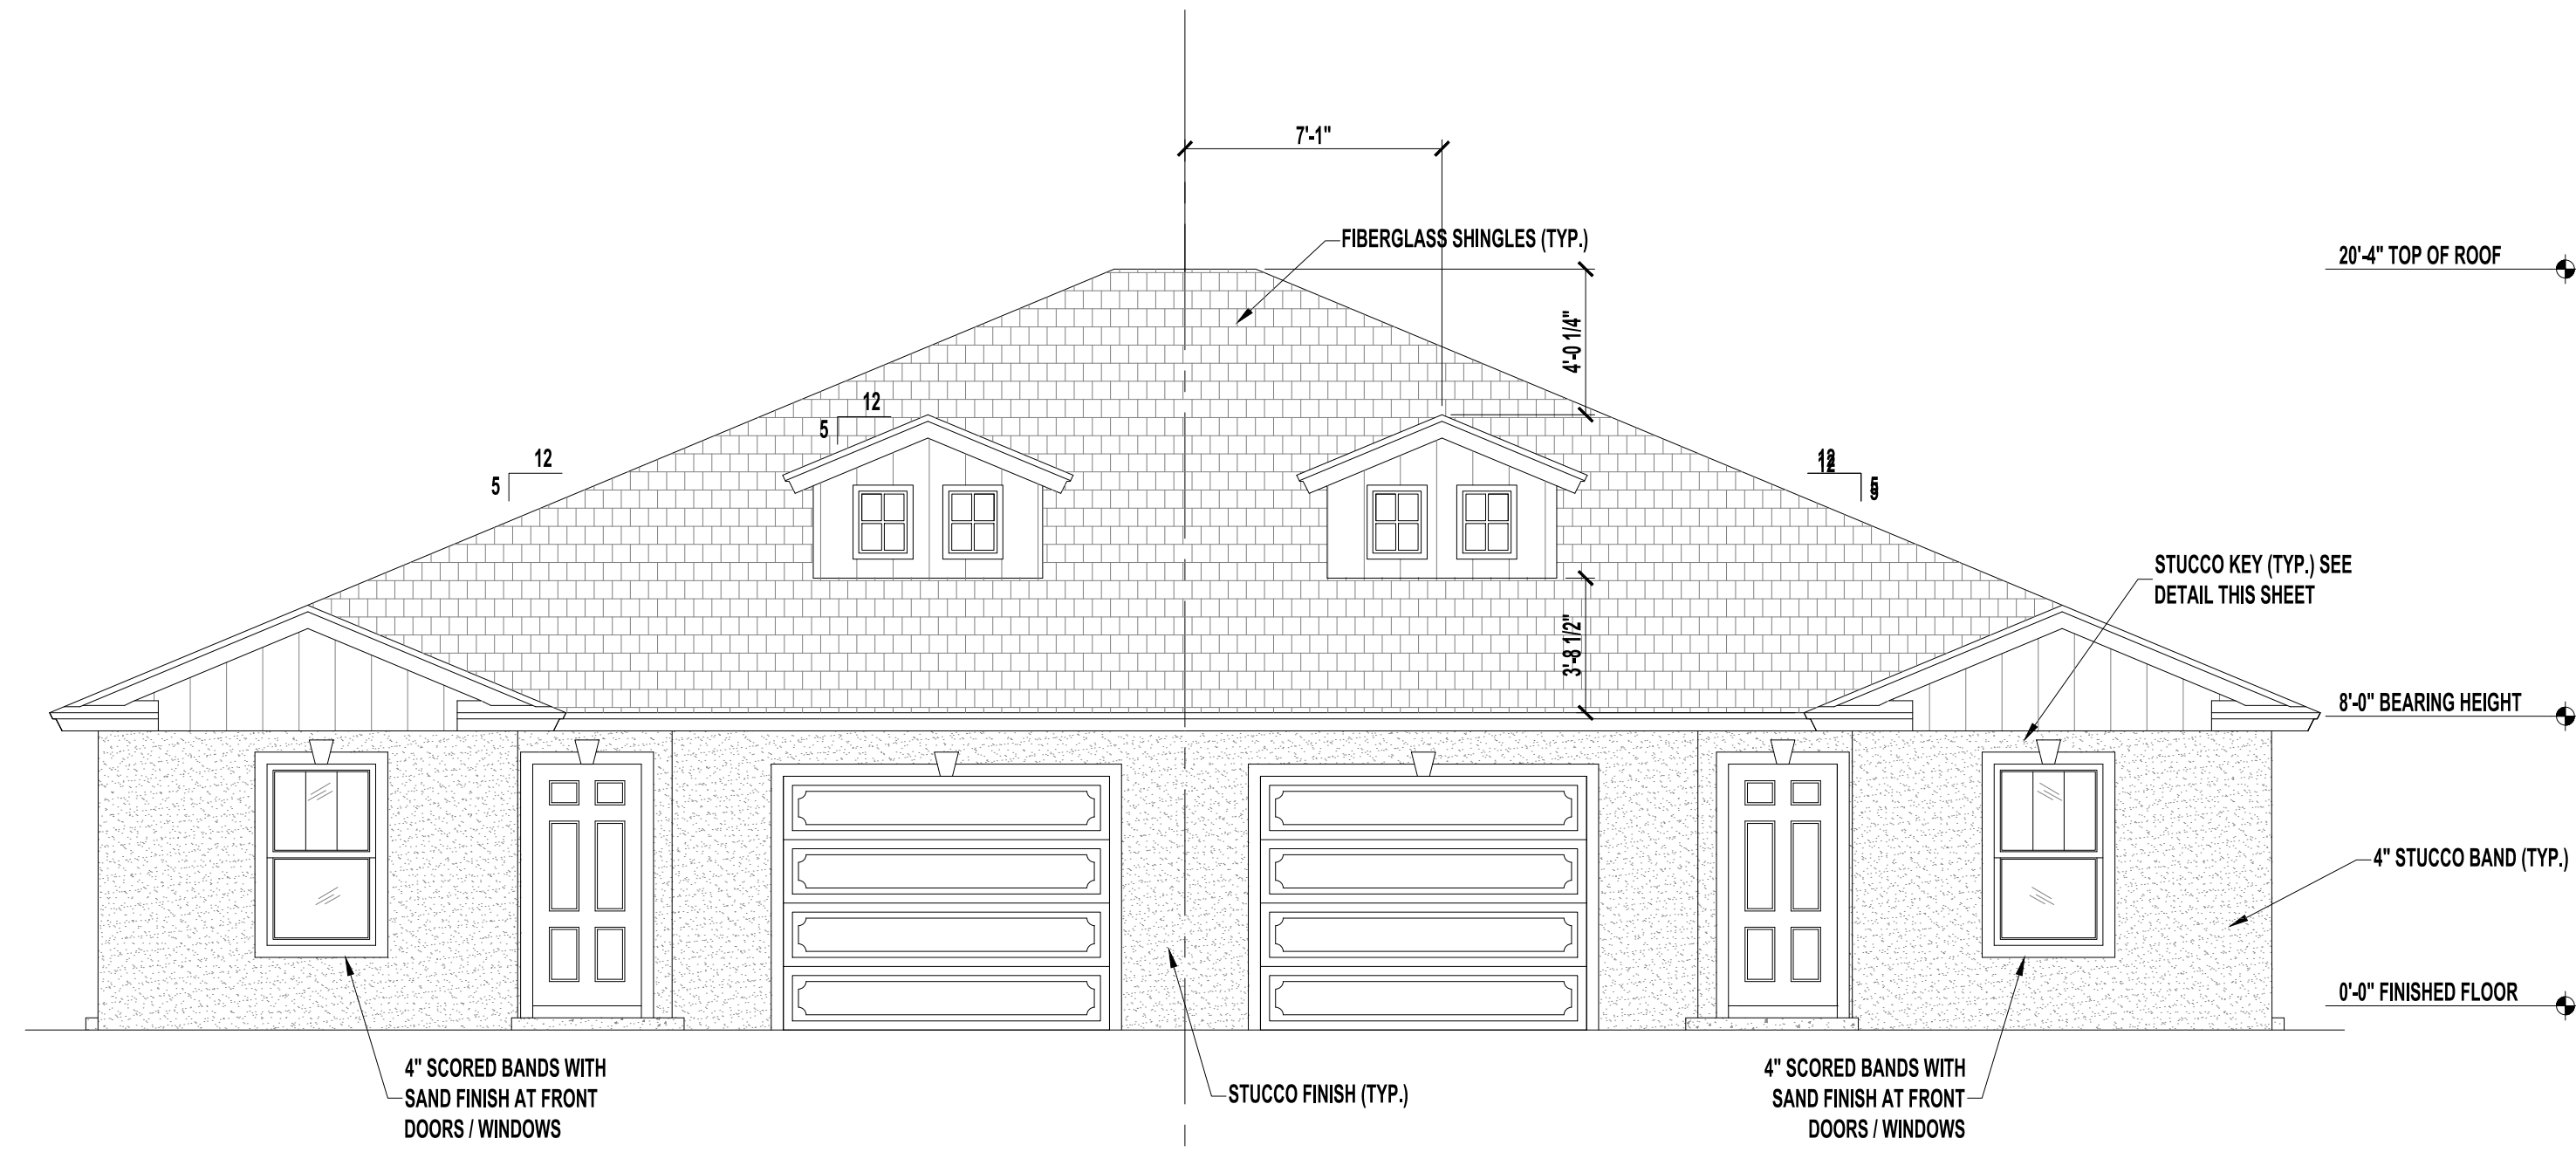 7'-1"
FIBERGLASS SHINGLES (TYP.)
20'-4" TOP OF ROOF
4'-0 1/4"
12
5
12
5
12
12
5
STUCCO KEY (TYP.) SEE
DETAIL THIS SHEET
3'-8 1/2"
8'-0" BEARING HEIGHT
4" STUCCO BAND (TYP.)
0'-0" FINISHED FLOOR
4" SCORED BANDS WITH
SAND FINISH AT FRONT
DOORS / WINDOWS
STUCCO FINISH (TYP.)
4" SCORED BANDS WITH
SAND FINISH AT FRONT
DOORS / WINDOWS